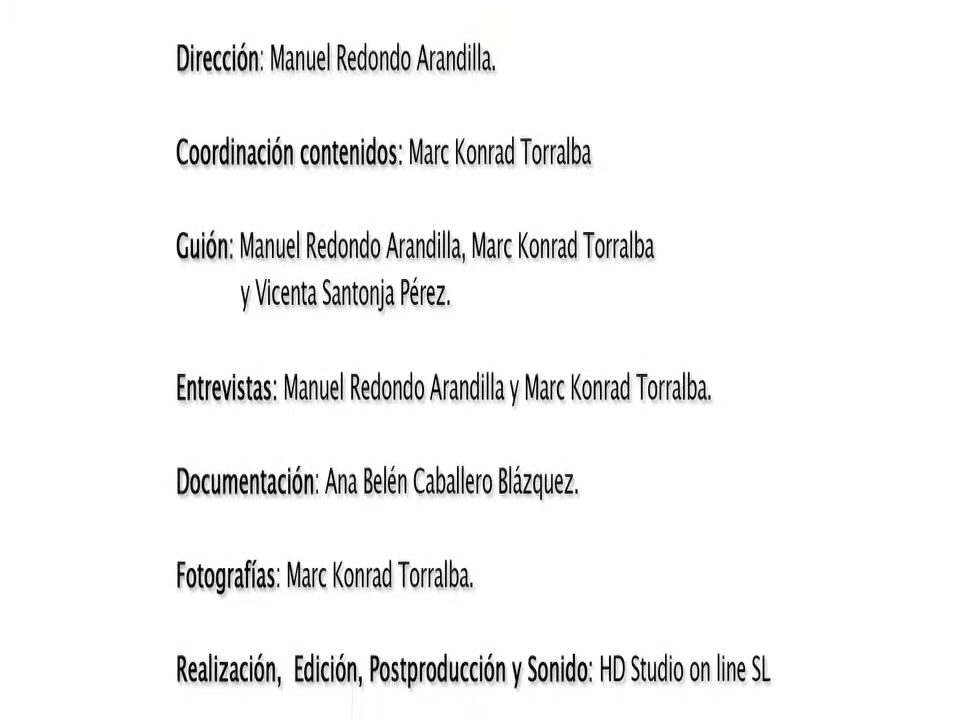 Dirección: Manuel Redondo Arandilla.
Coordinación contenidos: Marc Konrad Torralba
Guión: Manuel Redondo Arandilla, Marc Konrad Torralba
y Vicenta Santonja Pérez.
Entrevistas: Manuel Redondo Arandilla y Marc Konrad Torralba.
Documentación: Ana Belén Caballero Blázquez.
Fotografías: Marc Konrad Torralba.
Realización, Edición, Postproducción y Sonido: HD Studio on line SL